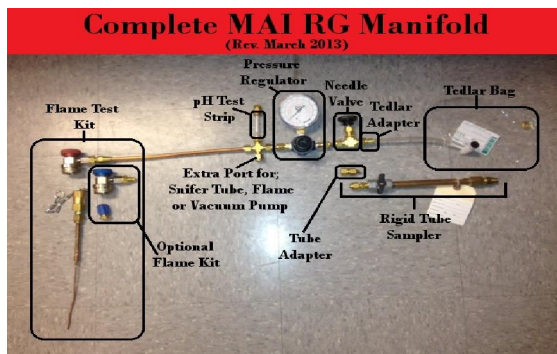 Complete MAI RG Manifold
(Rev. March 2013)
Pressure
Regulator
Needle
Valve
Tedlar Bag
Flame Test
Kit
pH Test
Strip
Tedlar
Adapter
Extra Port for;
Snifer Tube, Flame
or Vacuum Pump
Rigid Tube
Sampler
Tube
Adapter
Optional
Flame Kit